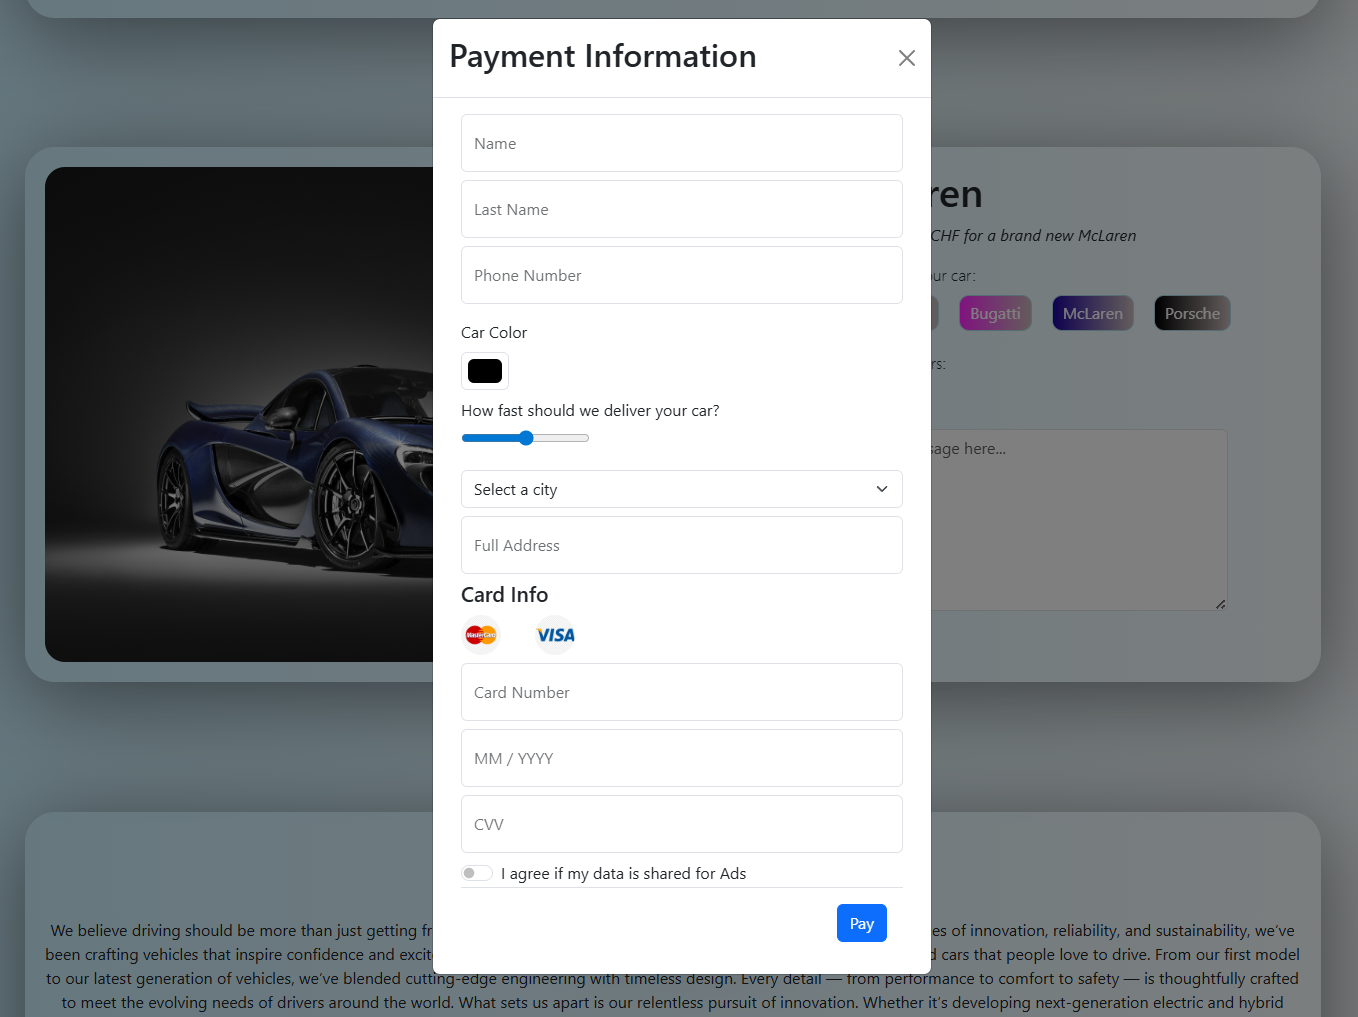 Payment Information
Name
Last Name
Phone Number
Car Color
How fast should we deliver your car?
Select a city
Full Address
Card Info
MasterCard
VISA
Card Number
MM / YYYY
CVV
I agree if my data is shared for Ads
Pay
ren
CHF for a brand new McLaren
ur car:
Bugatti McLaren Porsche
rs:
sage here...
We believe driving should be more than just getting fr es of innovation, reliability, and sustainability, we've
been crafting vehicles that inspire confidence and excit d cars that people love to drive. From our first model
to our latest generation of vehicles, we've blended cutting-edge engineering with timeless design. Every detail — from performance to comfort to safety — is thoughtfully crafted
to meet the evolving needs of drivers around the world. What sets us apart is our relentless pursuit of innovation. Whether it's developing next-generation electric and hybrid